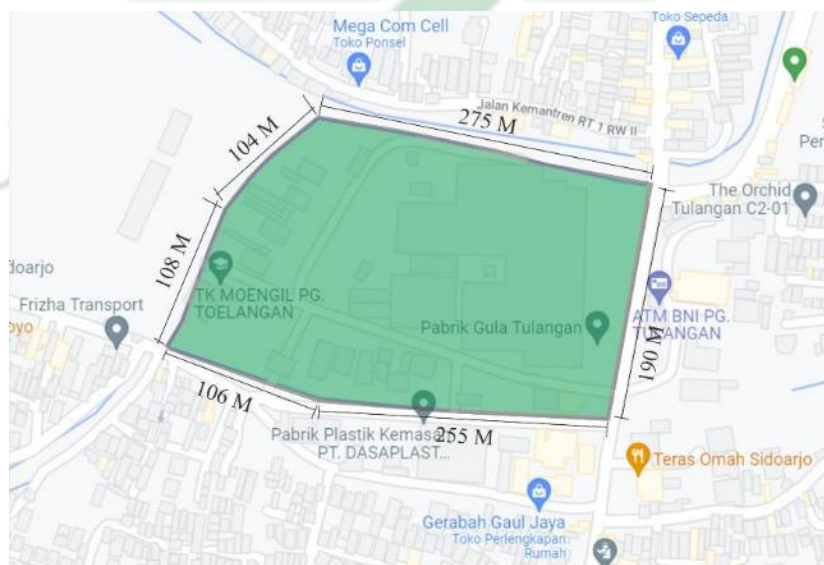 Mega Com Cell
Toko Ponsel
Toko Sepeda
Jalan Kemantren RT 1 RW II
275 M
104 M
The Orchid
Tulangan C2-01
108 M
doarjo
TK MOENGIL PG.
TOELANGAN
Frizha Transport
oyo
ATM BNI PG.
TULANGAN
Pabrik Gula Tulangan
190 M
106 M
Pabrik Plastik Kemasan
PT. DASAPLAST...
255 M
Teras Omah Sidoarjo
Gerabah Gaul Jaya
Toko Perlengkapan
Rumah